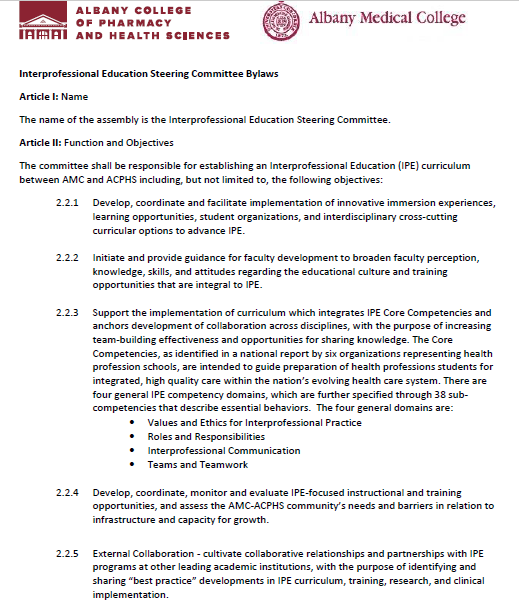 ALBANY COLLEGE
OF PHARMACY
AND HEALTH SCIENCES
Albany Medical College
Interprofessional Education Steering Committee Bylaws
Article I: Name
The name of the assembly is the Interprofessional Education Steering Committee.
Article II: Function and Objectives
The committee shall be responsible for establishing an Interprofessional Education (IPE) curriculum
between AMC and ACPHS including, but not limited to, the following objectives:
2.2.1 Develop, coordinate and facilitate implementation of innovative immersion experiences,
learning opportunities, student organizations, and interdisciplinary cross-cutting
curricular options to advance IPE.
2.2.2 Initiate and provide guidance for faculty development to broaden faculty perception,
knowledge, skills, and attitudes regarding the educational culture and training
opportunities that are integral to IPE.
2.2.3 Support the implementation of curriculum which integrates IPE Core Competencies and
anchors development of collaboration across disciplines, with the purpose of increasing
team-building effectiveness and opportunities for sharing knowledge. The Core
Competencies, as identified in a national report by six organizations representing health
profession schools, are intended to guide preparation of health professions students for
integrated, high quality care within the nation's evolving health care system. There are
four general IPE competency domains, which are further specified through 38 sub-
competencies that describe essential behaviors. The four general domains are:
• Values and Ethics for Interprofessional Practice
• Roles and Responsibilities
• Interprofessional Communication
• Teams and Teamwork
2.2.4 Develop, coordinate, monitor and evaluate IPE-focused instructional and training
opportunities, and assess the AMC-ACPHS community's needs and barriers in relation to
infrastructure and capacity for growth.
2.2.5 External Collaboration - cultivate collaborative relationships and partnerships with IPE
programs at other leading academic institutions, with the purpose of identifying and
sharing “best practice” developments in IPE curriculum, training, research, and clinical
implementation.